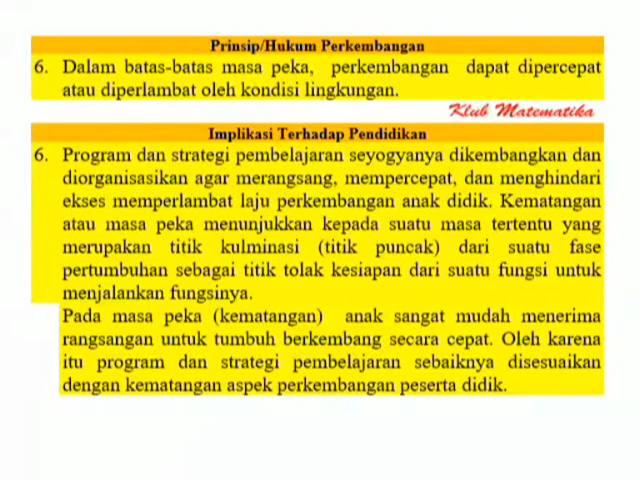 Prinsip/Hukum Perkembangan
6. Dalam batas-batas masa peka, perkembangan dapat dipercepat
atau diperlambat oleh kondisi lingkungan.
Klub Matematika
Implikasi Terhadap Pendidikan
6. Program dan strategi pembelajaran seyogyanya dikembangkan dan
diorganisasikan agar merangsang, mempercepat, dan menghindari
ekses memperlambat laju perkembangan anak didik. Kematangan
atau masa peka menunjukkan kepada suatu masa tertentu yang
merupakan titik kulminasi (titik puncak) dari suatu fase
pertumbuhan sebagai titik tolak kesiapan dari suatu fungsi untuk
menjalankan fungsinya.
Pada masa peka (kematangan) anak sangat mudah menerima
rangsangan untuk tumbuh berkembang secara cepat. Oleh karena
itu program dan strategi pembelajaran sebaiknya disesuaikan
dengan kematangan aspek perkembangan peserta didik.